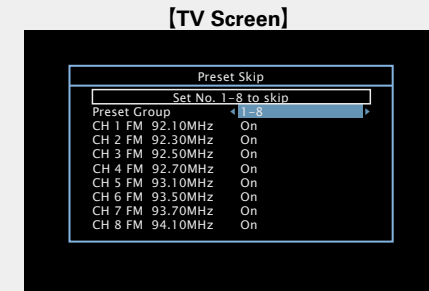 【TV Screen】
Preset Skip
Set No. 1–8 to skip
Preset Group ◀ 1–8 ▶
CH 1 FM 92.10MHz On
CH 2 FM 92.30MHz On
CH 3 FM 92.50MHz On
CH 4 FM 92.70MHz On
CH 5 FM 93.10MHz On
CH 6 FM 93.50MHz On
CH 7 FM 93.70MHz On
CH 8 FM 94.10MHz On